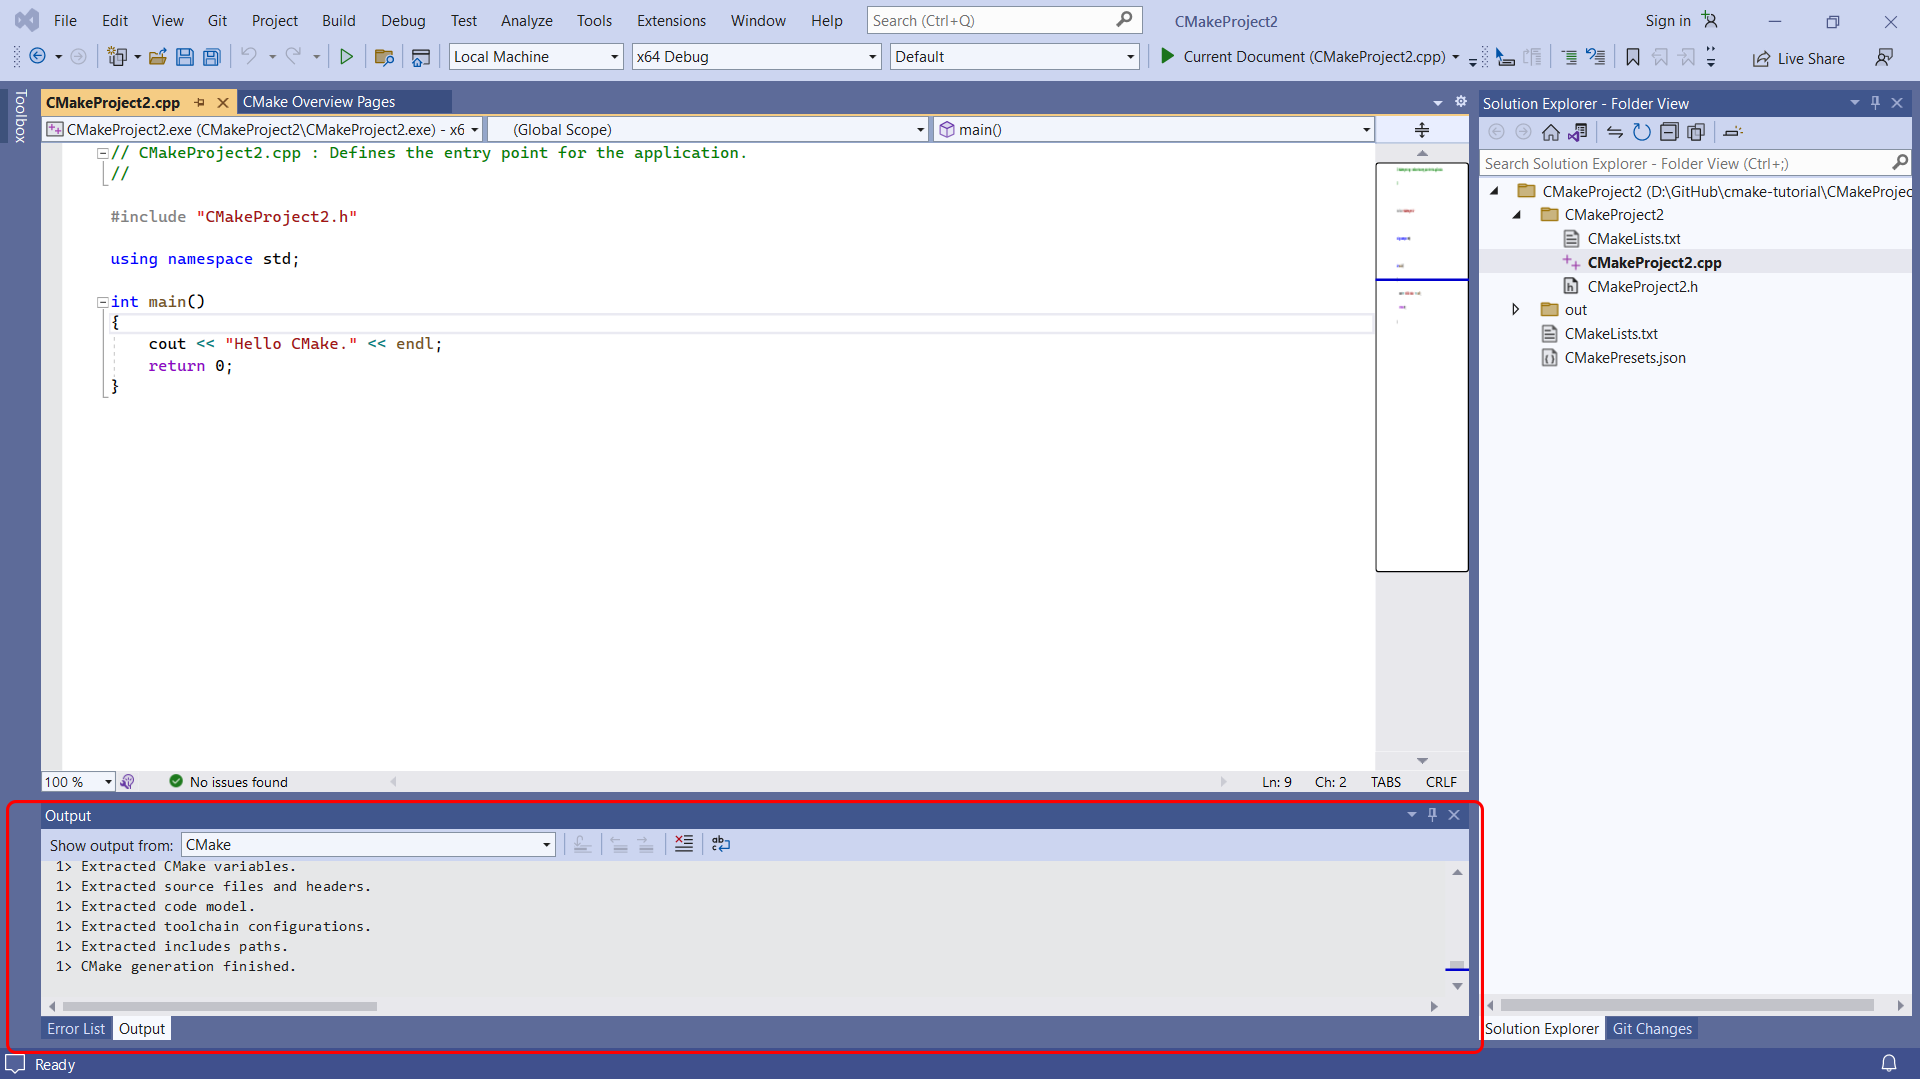 File Edit View Git Project Build Debug Test Analyze Tools Extensions Window Help Search (Ctrl+Q) CMakeProject2 Sign in
Local Machine x64 Debug Default Current Document (CMakeProject2.cpp) Live Share
Toolbox
CMakeProject2.cpp CMake Overview Pages
CMakeProject2.exe (CMakeProject2\CMakeProject2.exe) - x6 (Global Scope) main()
// CMakeProject2.cpp : Defines the entry point for the application.
//
#include "CMakeProject2.h"
using namespace std;
int main()
{
cout << "Hello CMake." << endl;
return 0;
}
100 % No issues found Ln: 9 Ch: 2 TABS CRLF
Output
Show output from: CMake
1> Extracted CMake variables.
1> Extracted source files and headers.
1> Extracted code model.
1> Extracted toolchain configurations.
1> Extracted includes paths.
1> CMake generation finished.
Error List Output
Solution Explorer - Folder View
Search Solution Explorer - Folder View (Ctrl+;)
CMakeProject2 (D:\GitHub\cmake-tutorial\CMakeProjec
CMakeProject2
CMakeLists.txt
CMakeProject2.cpp
CMakeProject2.h
out
CMakeLists.txt
CMakePresets.json
Solution Explorer Git Changes
Ready